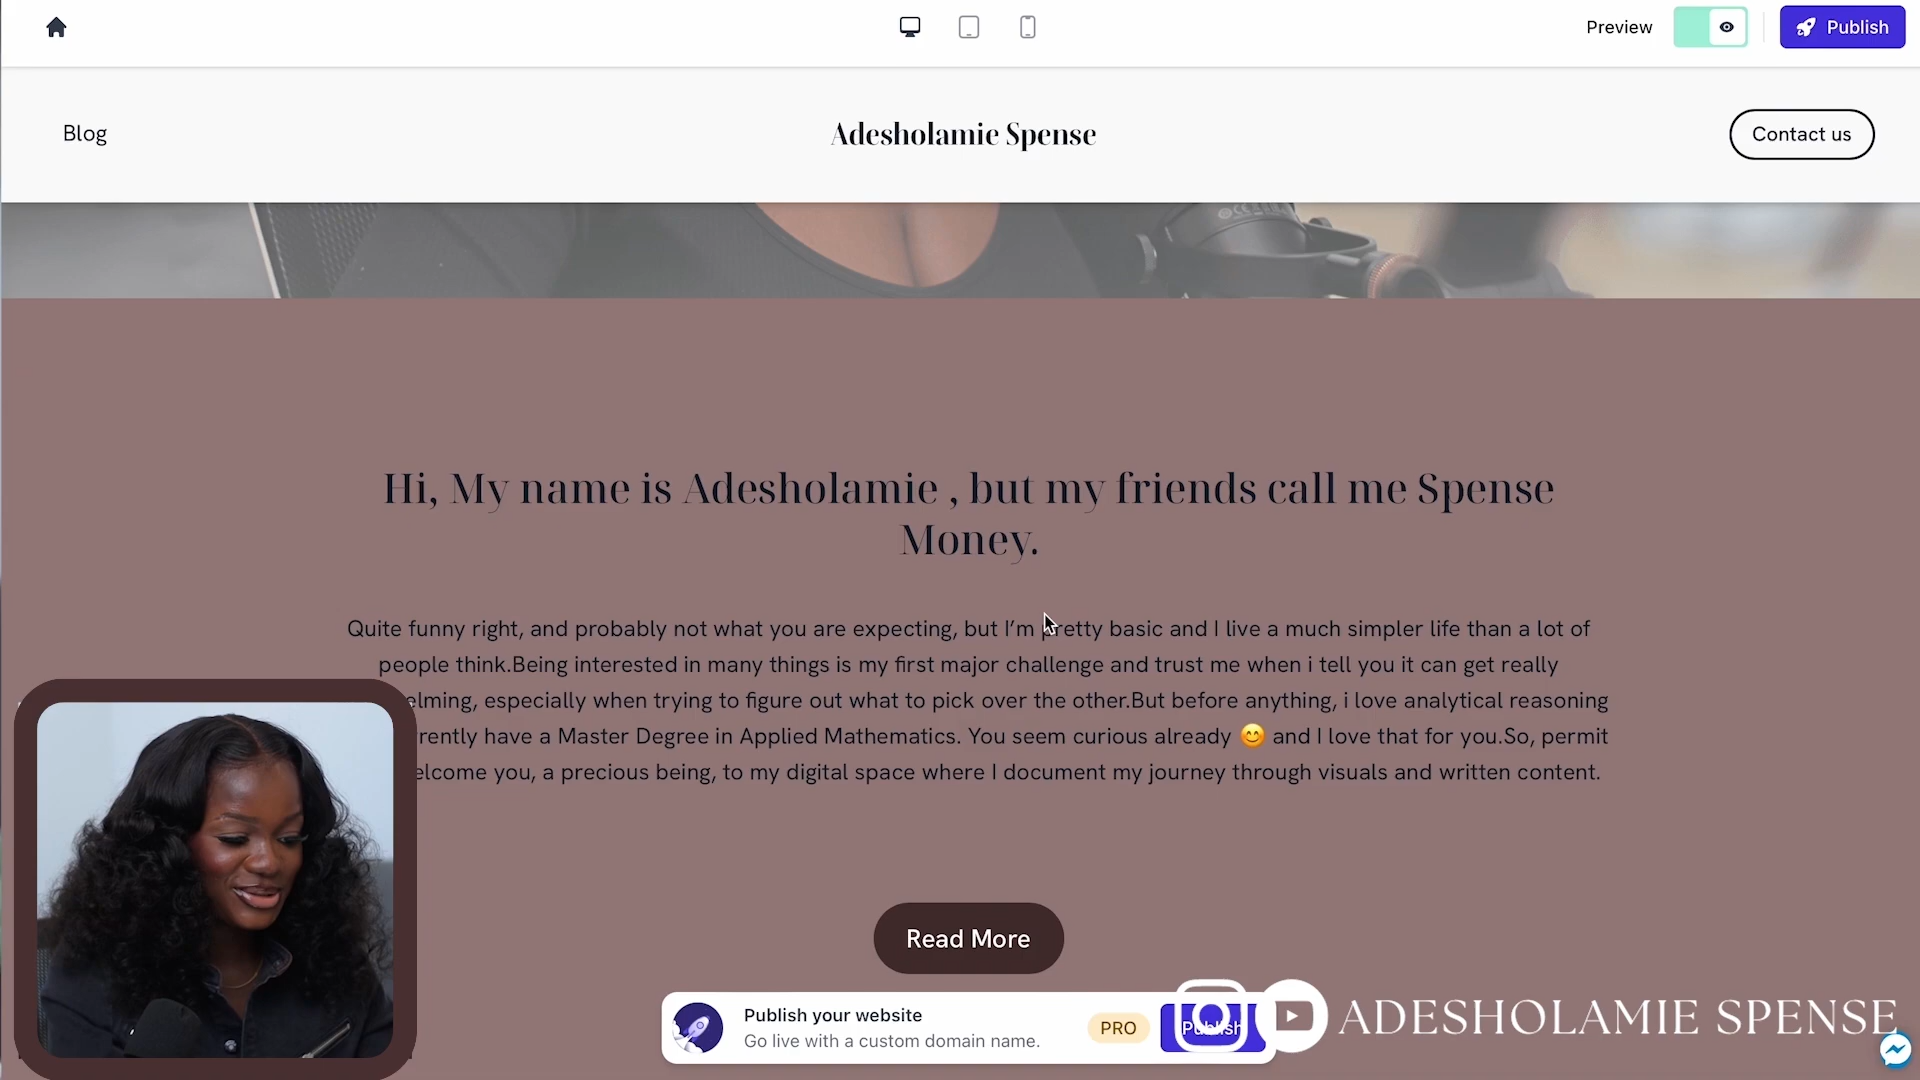 Preview
Publish
Blog
Adesholamie Spense
Contact us
Hi, My name is Adesholamie , but my friends call me Spense
Money.
Quite funny right, and probably not what you are expecting, but I’m pretty basic and I live a much simpler life than a lot of
people think.Being interested in many things is my first major challenge and trust me when i tell you it can get really
elming, especially when trying to figure out what to pick over the other.But before anything, i love analytical reasoning
rently have a Master Degree in Applied Mathematics. You seem curious already 😊 and I love that for you.So, permit
elcome you, a precious being, to my digital space where I document my journey through visuals and written content.
Read More
Publish your website
Go live with a custom domain name.
PRO
Publish
ADESHOLAMIE SPENSE